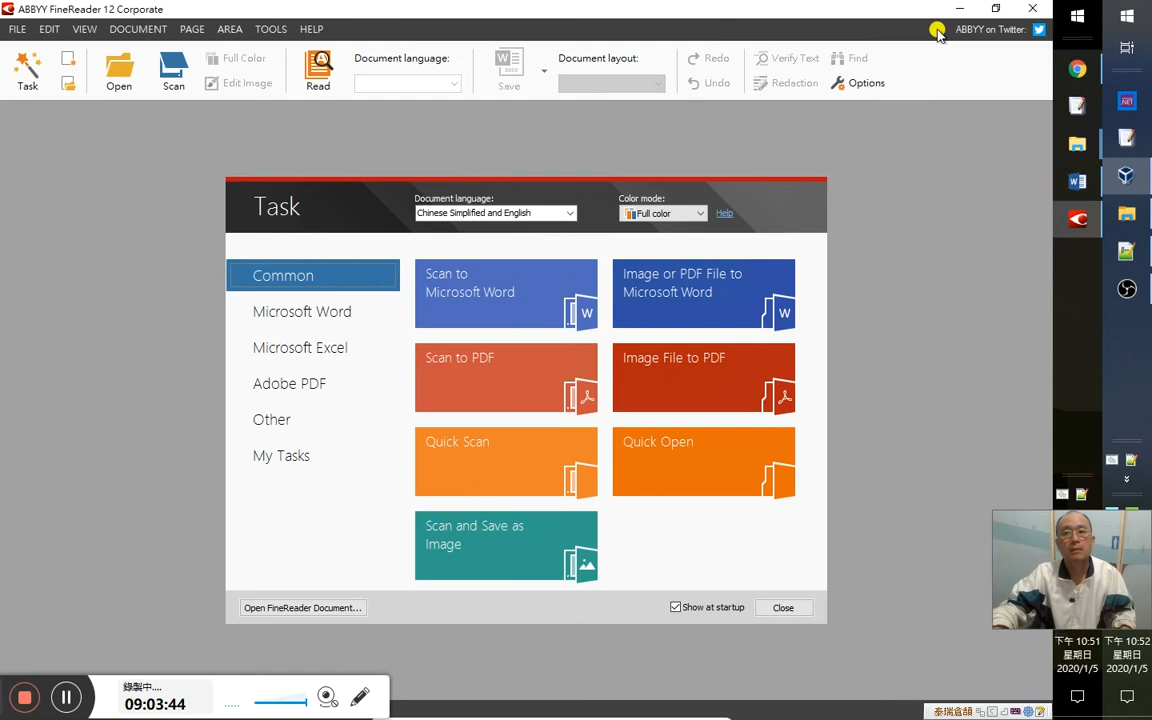 ABBYY FineReader 12 Corporate
FILE EDIT VIEW DOCUMENT PAGE AREA TOOLS HELP
ABBYY on Twitter:
Task
Open
Scan
Full Color
Edit Image
Read
Document language:
Save
Document layout:
Redo
Undo
Verify Text
Redaction
Find
Options
Task
Document language:
Chinese Simplified and English
Color mode:
Full color
Help
Common
Microsoft Word
Microsoft Excel
Adobe PDF
Other
My Tasks
Scan to
Microsoft Word
Image or PDF File to
Microsoft Word
Scan to PDF
Image File to PDF
Quick Scan
Quick Open
Scan and Save as
Image
Open FineReader Document...
Show at startup
Close
錄製中....
09:03:44
下午 10:51
星期日
2020/1/5
下午 10:52
星期日
2020/1/5
泰瑞倉頡